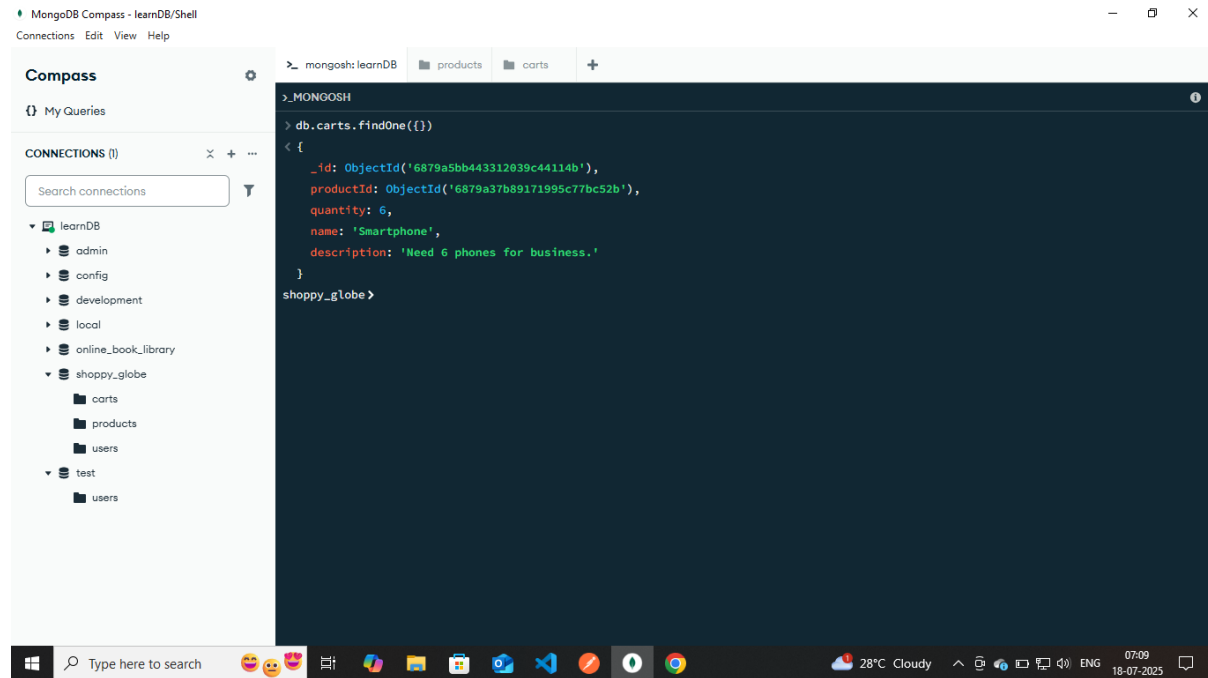 MongoDB Compass - learnDB/Shell
Connections Edit View Help
Compass
{} My Queries
CONNECTIONS (1)
Search connections
learnDB
admin
config
development
local
online_book_library
shoppy_globe
carts
products
users
test
users
>_ mongosh: learnDB products carts +
>_MONGOSH
> db.carts.findOne({})
< {
_id: ObjectId('6879a5bb443312039c44114b'),
productId: ObjectId('6879a37b89171995c77bc52b'),
quantity: 6,
name: 'Smartphone',
description: 'Need 6 phones for business.'
}
shoppy_globe>
Type here to search
1
28°C Cloudy
ENG
07:09
18-07-2025